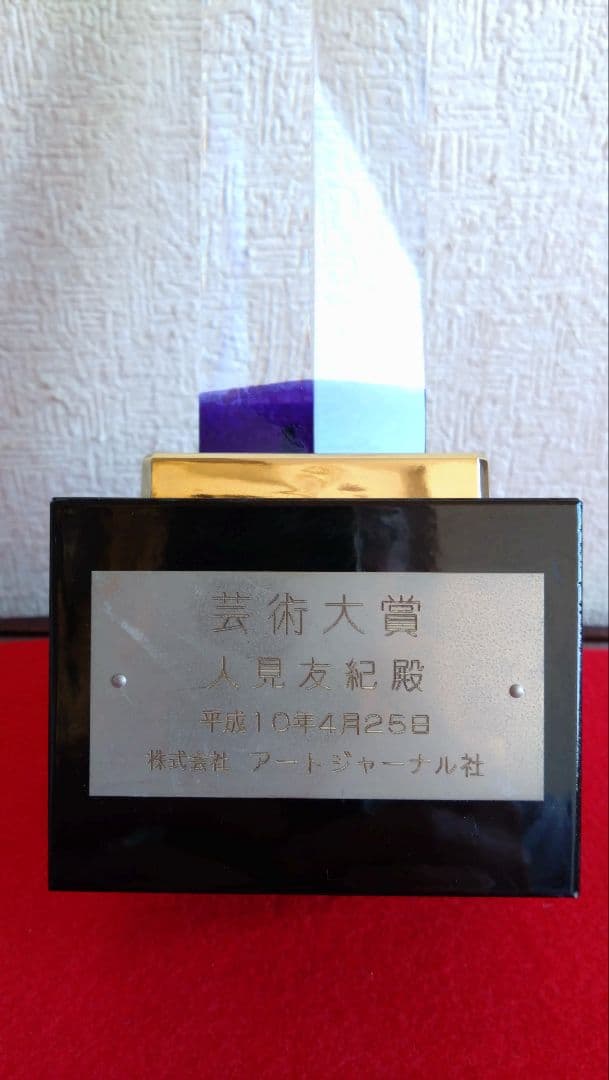 芸術大賞
人見友紀殿
平成10年4月25日
株式会社 アートジャーナル社